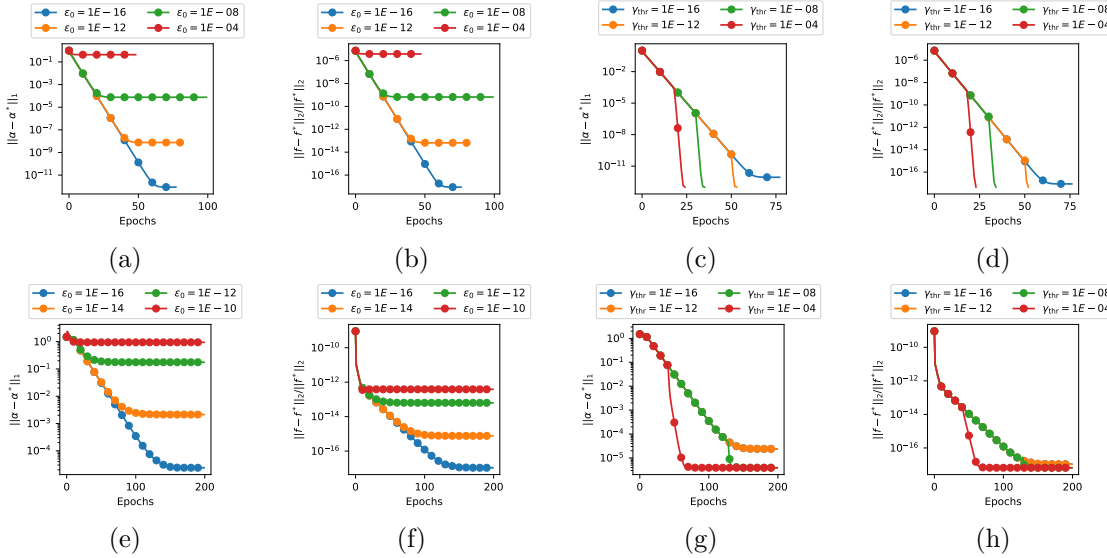 ε₀ = 1E − 16 ε₀ = 1E − 08
ε₀ = 1E − 12 ε₀ = 1E − 04
||α − α*||₁
10⁻¹
10⁻³
10⁻⁵
10⁻⁷
10⁻⁹
10⁻¹¹
0 50 100
Epochs
(a)
ε₀ = 1E − 16 ε₀ = 1E − 08
ε₀ = 1E − 12 ε₀ = 1E − 04
||f − f*||₂/||f*||₂
10⁻⁶
10⁻⁸
10⁻¹⁰
10⁻¹²
10⁻¹⁴
10⁻¹⁶
0 50 100
Epochs
(b)
γthr = 1E − 16 γthr = 1E − 08
γthr = 1E − 12 γthr = 1E − 04
||α − α*||₁
10⁻²
10⁻⁵
10⁻⁸
10⁻¹¹
0 25 50 75
Epochs
(c)
γthr = 1E − 16 γthr = 1E − 08
γthr = 1E − 12 γthr = 1E − 04
||f − f*||₂/||f*||₂
10⁻⁶
10⁻⁸
10⁻¹⁰
10⁻¹²
10⁻¹⁴
10⁻¹⁶
0 25 50 75
Epochs
(d)
ε₀ = 1E − 16 ε₀ = 1E − 12
ε₀ = 1E − 14 ε₀ = 1E − 10
||α − α*||₁
10⁰
10⁻¹
10⁻²
10⁻³
10⁻⁴
0 100 200
Epochs
(e)
ε₀ = 1E − 16 ε₀ = 1E − 12
ε₀ = 1E − 14 ε₀ = 1E − 10
||f − f*||₂/||f*||₂
10⁻¹⁰
10⁻¹²
10⁻¹⁴
10⁻¹⁶
0 100 200
Epochs
(f)
γthr = 1E − 16 γthr = 1E − 08
γthr = 1E − 12 γthr = 1E − 04
||α − α*||₁
10⁰
10⁻¹
10⁻²
10⁻³
10⁻⁴
10⁻⁵
0 100 200
Epochs
(g)
γthr = 1E − 16 γthr = 1E − 08
γthr = 1E − 12 γthr = 1E − 04
||f − f*||₂/||f*||₂
10⁻¹⁰
10⁻¹²
10⁻¹⁴
10⁻¹⁶
0 100 200
Epochs
(h)